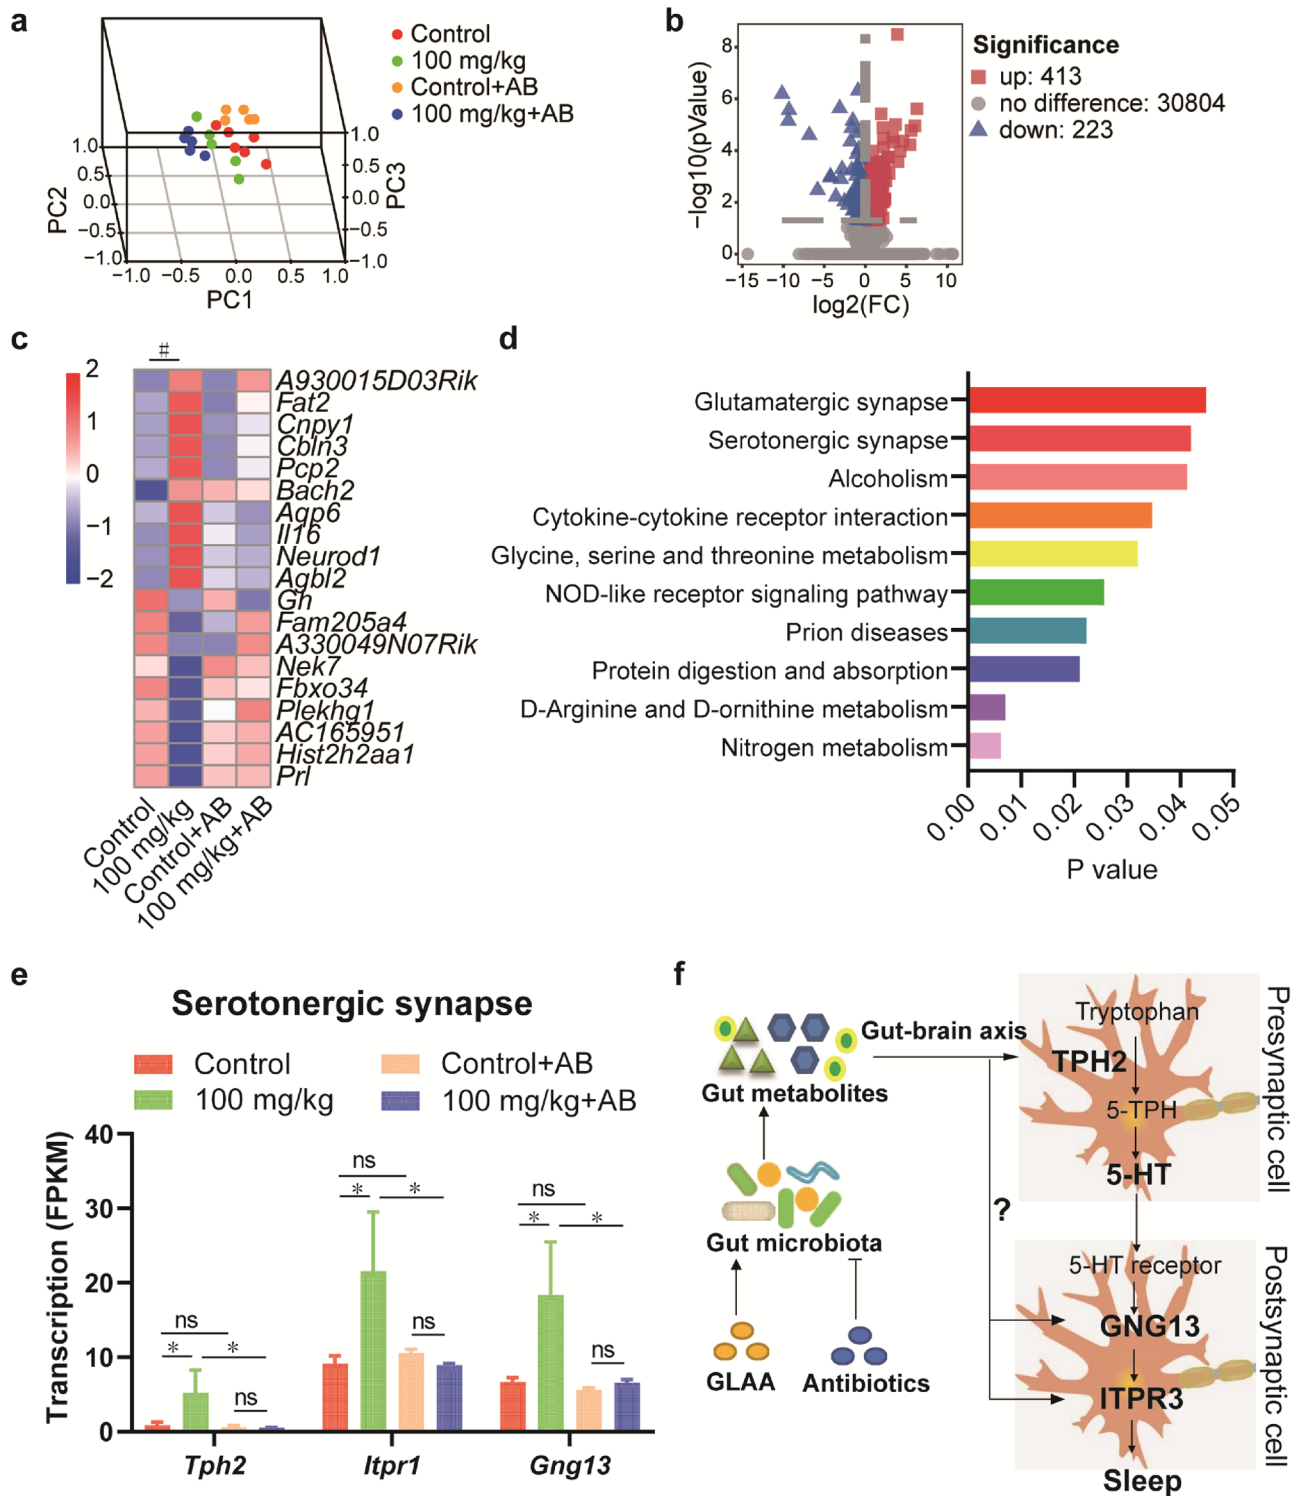 a
Control
100 mg/kg
Control+AB
100 mg/kg+AB
1.0
0.5
0.0
−0.5
−1.0
PC2
1.0
0.5
0.0
−0.5
−1.0
PC3
−1.0
−0.5
0.0
0.5
1.0
PC1
b
8
6
4
2
0
−log10(pValue)
−15
−10
−5
0
5
10
log2(FC)
Significance
up: 413
no difference: 30804
down: 223
c
#
2
1
0
−1
−2
A930015D03Rik
Fat2
Cnpy1
Cbln3
Pcp2
Bach2
Aqp6
Il16
Neurod1
Agbl2
Gh
Fam205a4
A330049N07Rik
Nek7
Fbxo34
Plekhg1
AC165951
Hist2h2aa1
Prl
Control
100 mg/kg
Control+AB
100 mg/kg+AB
d
Glutamatergic synapse
Serotonergic synapse
Alcoholism
Cytokine-cytokine receptor interaction
Glycine, serine and threonine metabolism
NOD-like receptor signaling pathway
Prion diseases
Protein digestion and absorption
D-Arginine and D-ornithine metabolism
Nitrogen metabolism
0.00
0.01
0.02
0.03
0.04
0.05
P value
e
Serotonergic synapse
Control
Control+AB
100 mg/kg
100 mg/kg+AB
Transcription (FPKM)
40
30
20
10
0
ns
*
*
ns
ns
*
*
ns
ns
*
*
ns
Tph2
Itpr1
Gng13
f
Gut metabolites
Gut-brain axis
Gut microbiota
GLAA
Antibiotics
?
Tryptophan
TPH2
5-TPH
5-HT
Presynaptic cell
5-HT receptor
GNG13
ITPR3
Sleep
Postsynaptic cell